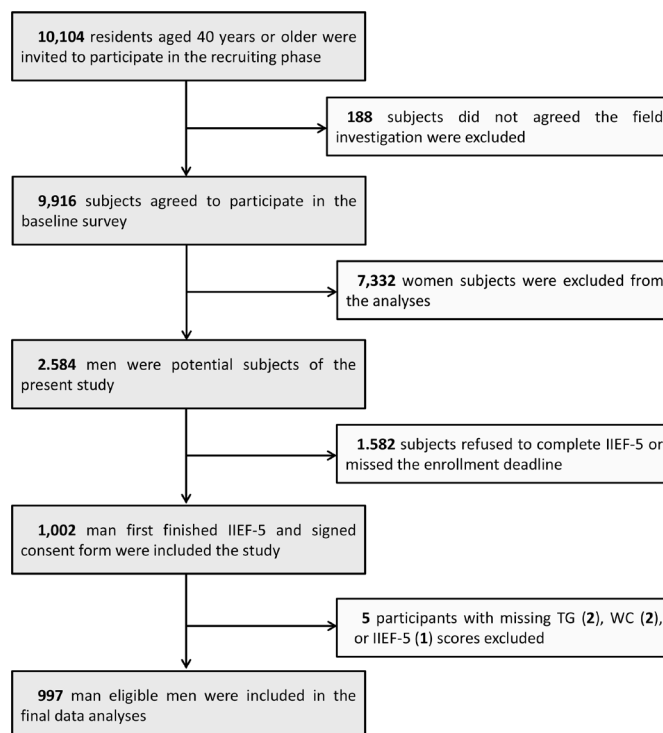 10,104 residents aged 40 years or older were
invited to participate in the recruiting phase
188 subjects did not agreed the field
investigation were excluded
9,916 subjects agreed to participate in the
baseline survey
7,332 women subjects were excluded from
the analyses
2.584 men were potential subjects of the
present study
1.582 subjects refused to complete IIEF-5 or
missed the enrollment deadline
1,002 man first finished IIEF-5 and signed
consent form were included the study
5 participants with missing TG (2), WC (2),
or IIEF-5 (1) scores excluded
997 man eligible men were included in the
final data analyses